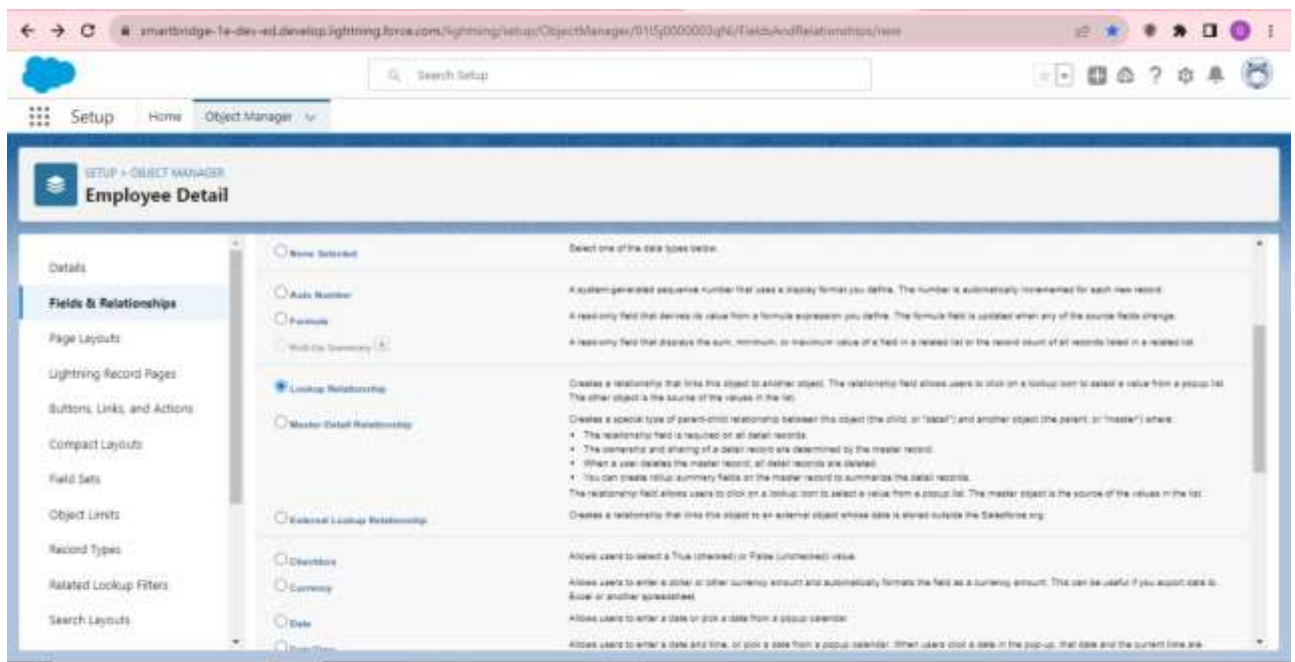 smartbridge-1e-dev-ed.develop.lightning.force.com/lightning/setup/ObjectManager/ /FieldsAndRelationships/new
Search Setup
Setup
Home
Object Manager
SETUP > OBJECT MANAGER
Employee Detail
Details
Fields & Relationships
Page Layouts
Lightning Record Pages
Buttons, Links, and Actions
Compact Layouts
Field Sets
Object Limits
Record Types
Related Lookup Filters
Search Layouts
None Selected
Select one of the data types below.
Auto Number
A system-generated sequence number that uses a display format you define. The number is automatically incremented for each new record.
Formula
A read-only field that derives its value from a formula expression you define. The formula field is updated when any of the source fields change.
Roll-Up Summary
A read-only field that displays the sum, minimum, or maximum value of a field in a related list or the record count of all records listed in a related list.
Lookup Relationship
Creates a relationship that links this object to another object. The relationship field allows users to click on a lookup icon to select a value from a popup list.
The other object is the source of the values in the list.
Master-Detail Relationship
Creates a special type of parent-child relationship between this object (the child, or "detail") and another object (the parent, or "master") where:
• The relationship field is required on all detail records.
• The ownership and sharing of a detail record are determined by the master record.
• When a user deletes the master record, all detail records are deleted.
• You can create rollup summary fields on the master record to summarize the detail records.
The relationship field allows users to click on a lookup icon to select a value from a popup list. The master object is the source of the values in the list.
External Lookup Relationship
Creates a relationship that links this object to an external object whose data is stored outside the Salesforce org.
Checkbox
Allows users to select a True (checked) or False (unchecked) value.
Currency
Allows users to enter a dollar or other currency amount and automatically formats the field as a currency amount. This can be useful if you export data to
Excel or another spreadsheet.
Date
Allows users to enter a date or pick a date from a popup calendar.
Date/Time
Allows users to enter a date and time, or pick a date from a popup calendar. When users click a date in the pop-up, that date and the current time are